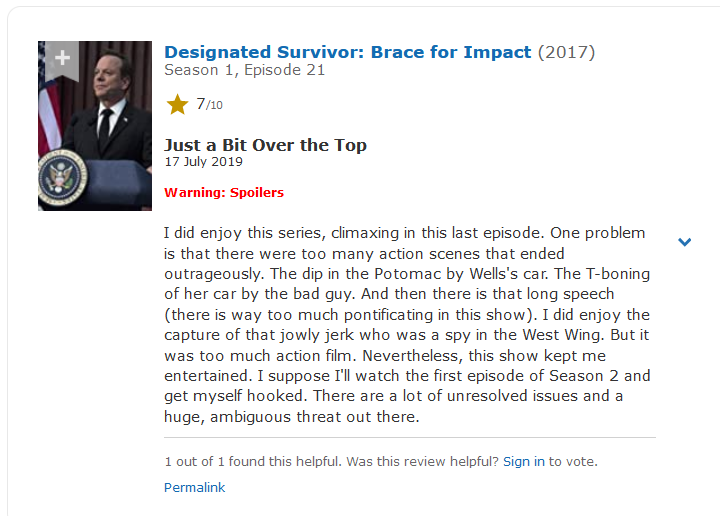 Designated Survivor: Brace for Impact (2017)
Season 1, Episode 21
7/10
Just a Bit Over the Top
17 July 2019
Warning: Spoilers
I did enjoy this series, climaxing in this last episode. One problem
is that there were too many action scenes that ended
outrageously. The dip in the Potomac by Wells's car. The T-boning
of her car by the bad guy. And then there is that long speech
(there is way too much pontificating in this show). I did enjoy the
capture of that jowly jerk who was a spy in the West Wing. But it
was too much action film. Nevertheless, this show kept me
entertained. I suppose I'll watch the first episode of Season 2 and
get myself hooked. There are a lot of unresolved issues and a
huge, ambiguous threat out there.
1 out of 1 found this helpful. Was this review helpful? Sign in to vote.
Permalink